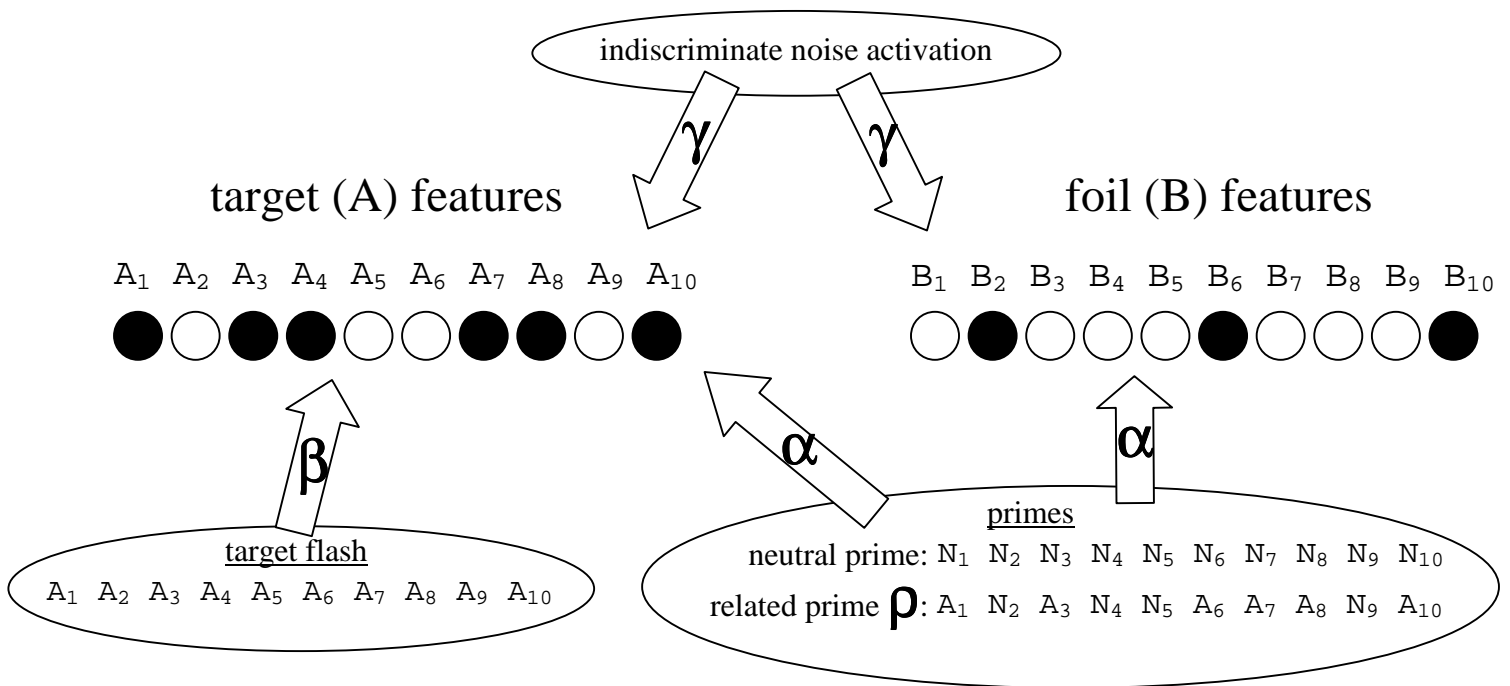 indiscriminate noise activation
γ γ
target (A) features foil (B) features
A₁ A₂ A₃ A₄ A₅ A₆ A₇ A₈ A₉ A₁₀ B₁ B₂ B₃ B₄ B₅ B₆ B₇ B₈ B₉ B₁₀
β α α
target flash
A₁ A₂ A₃ A₄ A₅ A₆ A₇ A₈ A₉ A₁₀
primes
neutral prime: N₁ N₂ N₃ N₄ N₅ N₆ N₇ N₈ N₉ N₁₀
related prime ρ: A₁ N₂ A₃ N₄ N₅ A₆ A₇ A₈ N₉ A₁₀